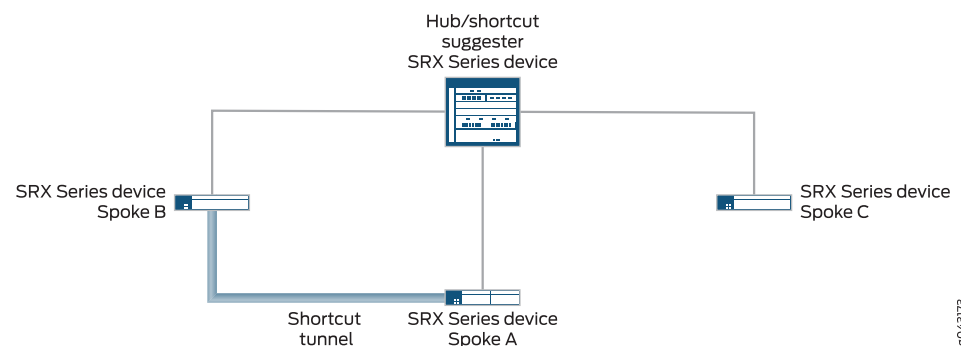 Hub/shortcut
suggester
SRX Series device
SRX Series device
Spoke B
SRX Series device
Spoke C
Shortcut
tunnel
SRX Series device
Spoke A